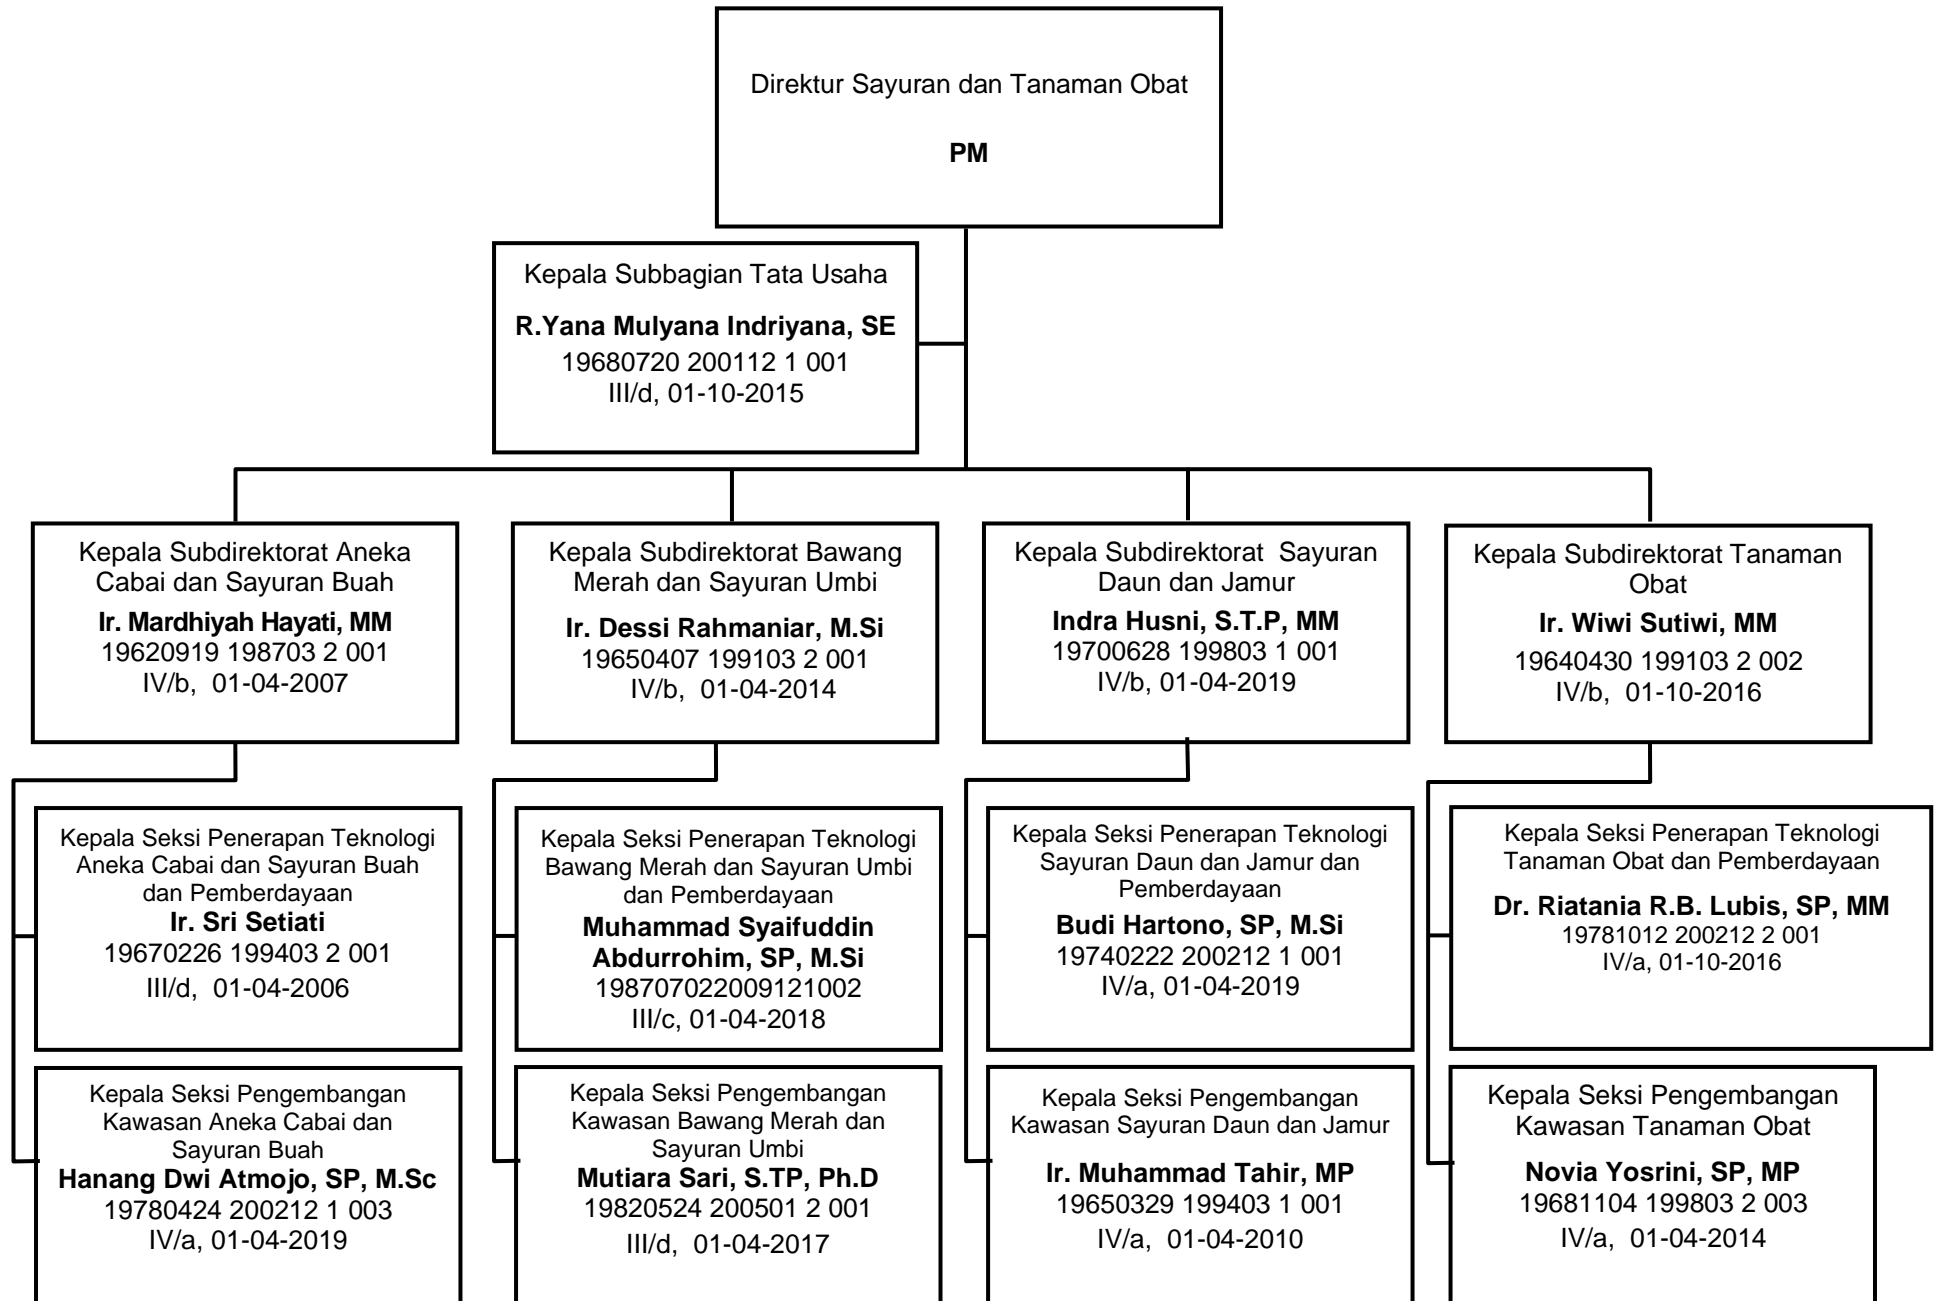 Direktur Sayuran dan Tanaman Obat
PM
Kepala Subbagian Tata Usaha
R.Yana Mulyana Indriyana, SE
19680720 200112 1 001
III/d, 01-10-2015
Kepala Subdirektorat Aneka
Cabai dan Sayuran Buah
Ir. Mardhiyah Hayati, MM
19620919 198703 2 001
IV/b, 01-04-2007
Kepala Subdirektorat Bawang
Merah dan Sayuran Umbi
Ir. Dessi Rahmaniar, M.Si
19650407 199103 2 001
IV/b, 01-04-2014
Kepala Subdirektorat Sayuran
Daun dan Jamur
Indra Husni, S.T.P, MM
19700628 199803 1 001
IV/b, 01-04-2019
Kepala Subdirektorat Tanaman
Obat
Ir. Wiwi Sutiwi, MM
19640430 199103 2 002
IV/b, 01-10-2016
Kepala Seksi Penerapan Teknologi
Aneka Cabai dan Sayuran Buah
dan Pemberdayaan
Ir. Sri Setiati
19670226 199403 2 001
III/d, 01-04-2006
Kepala Seksi Penerapan Teknologi
Bawang Merah dan Sayuran Umbi
dan Pemberdayaan
Muhammad Syaifuddin
Abdurrohim, SP, M.Si
198707022009121002
III/c, 01-04-2018
Kepala Seksi Penerapan Teknologi
Sayuran Daun dan Jamur dan
Pemberdayaan
Budi Hartono, SP, M.Si
19740222 200212 1 001
IV/a, 01-04-2019
Kepala Seksi Penerapan Teknologi
Tanaman Obat dan Pemberdayaan
Dr. Riatania R.B. Lubis, SP, MM
19781012 200212 2 001
IV/a, 01-10-2016
Kepala Seksi Pengembangan
Kawasan Aneka Cabai dan
Sayuran Buah
Hanang Dwi Atmojo, SP, M.Sc
19780424 200212 1 003
IV/a, 01-04-2019
Kepala Seksi Pengembangan
Kawasan Bawang Merah dan
Sayuran Umbi
Mutiara Sari, S.TP, Ph.D
19820524 200501 2 001
III/d, 01-04-2017
Kepala Seksi Pengembangan
Kawasan Sayuran Daun dan Jamur
Ir. Muhammad Tahir, MP
19650329 199403 1 001
IV/a, 01-04-2010
Kepala Seksi Pengembangan
Kawasan Tanaman Obat
Novia Yosrini, SP, MP
19681104 199803 2 003
IV/a, 01-04-2014